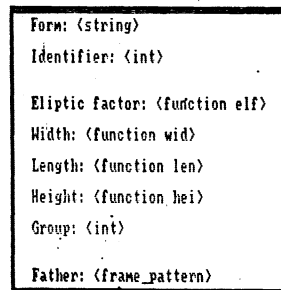 Form: <string>
Identifier: <int>
Eliptic factor: <function elf>
Width: <function wid>
Length: <function len>
Height: <function hei>
Group: <int>
Father: <frame_pattern>